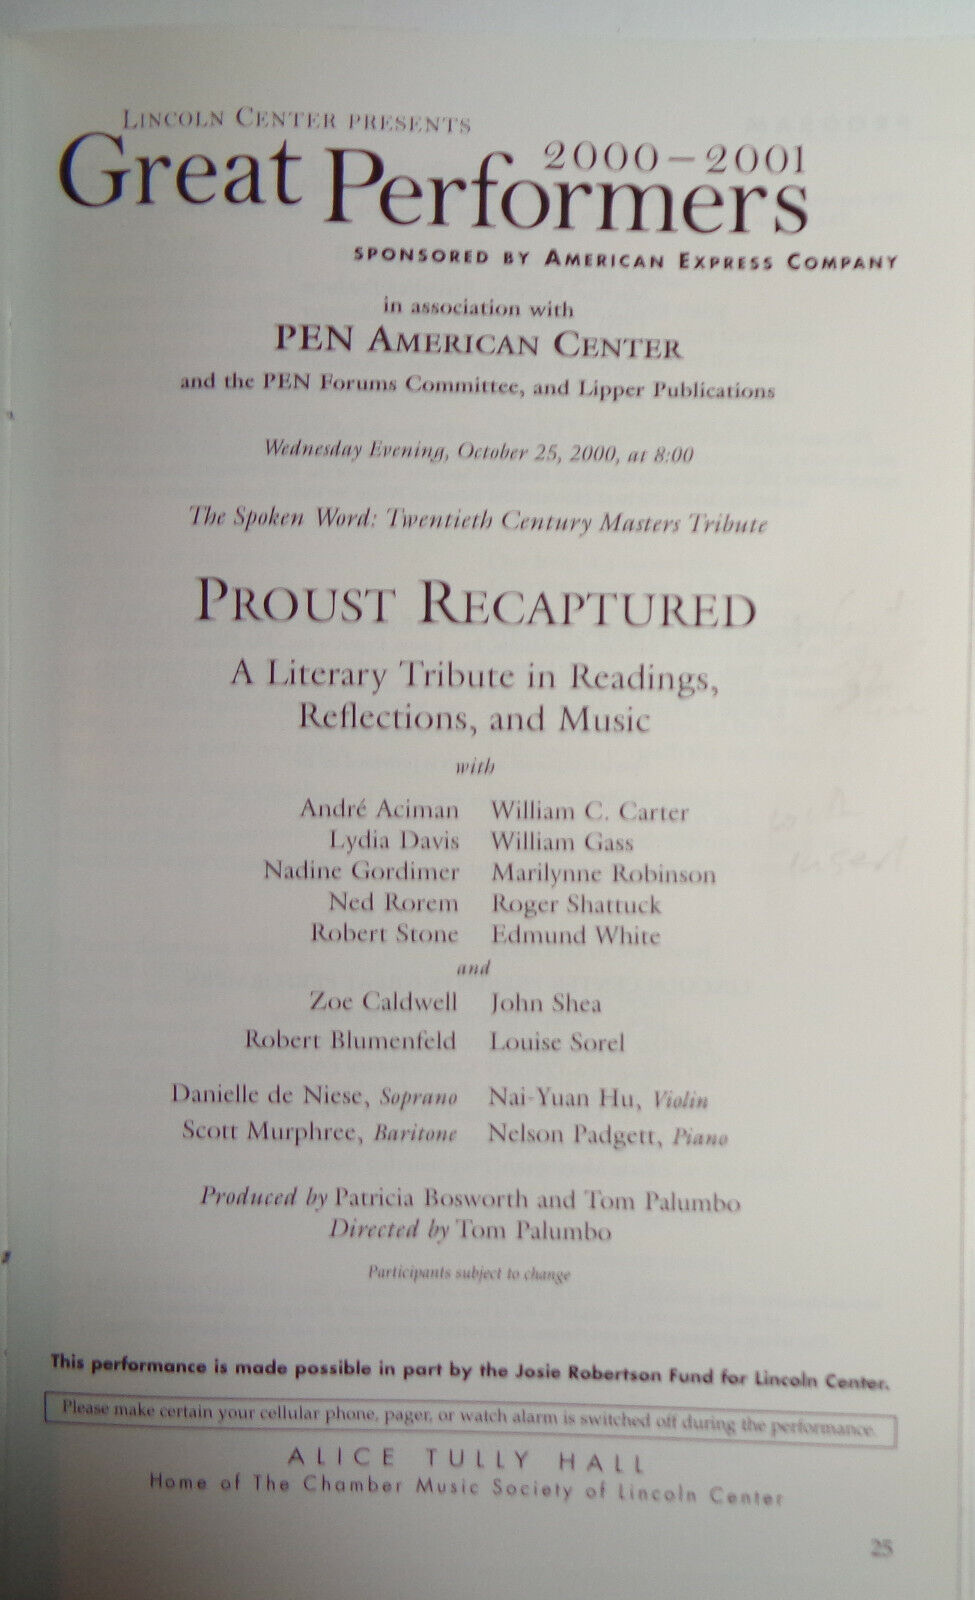 LINCOLN CENTER PRESENTS
2000–2001
Great Performers
SPONSORED BY AMERICAN EXPRESS COMPANY
in association with
PEN AMERICAN CENTER
and the PEN Forums Committee, and Lipper Publications
Wednesday Evening, October 25, 2000, at 8:00
The Spoken Word: Twentieth Century Masters Tribute
PROUST RECAPTURED
A Literary Tribute in Readings,
Reflections, and Music
with
André Aciman William C. Carter
Lydia Davis William Gass
Nadine Gordimer Marilynne Robinson
Ned Rorem Roger Shattuck
Robert Stone Edmund White
and
Zoe Caldwell John Shea
Robert Blumenfeld Louise Sorel
Danielle de Niese, Soprano Nai-Yuan Hu, Violin
Scott Murphree, Baritone Nelson Padgett, Piano
Produced by Patricia Bosworth and Tom Palumbo
Directed by Tom Palumbo
Participants subject to change
This performance is made possible in part by the Josie Robertson Fund for Lincoln Center.
Please make certain your cellular phone, pager, or watch alarm is switched off during the performance.
ALICE TULLY HALL
Home of The Chamber Music Society of Lincoln Center
25